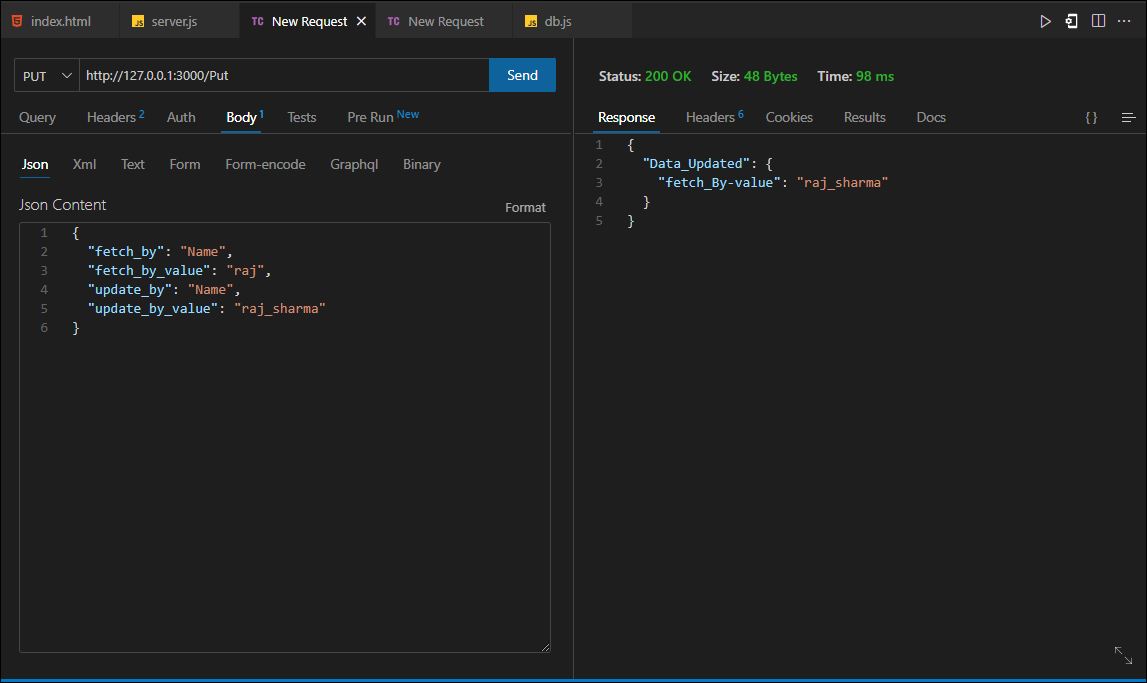 index.html server.js TC New Request TC New Request db.js
PUT http://127.0.0.1:3000/Put Send
Query Headers 2 Auth Body 1 Tests Pre Run New
Json Xml Text Form Form-encode Graphql Binary
Json Content Format
1 {
2 "fetch_by": "Name",
3 "fetch_by_value": "raj",
4 "update_by": "Name",
5 "update_by_value": "raj_sharma"
6 }
Status: 200 OK Size: 48 Bytes Time: 98 ms
Response Headers 6 Cookies Results Docs { }
1 {
2 "Data_Updated": {
3 "fetch_By-value": "raj_sharma"
4 }
5 }